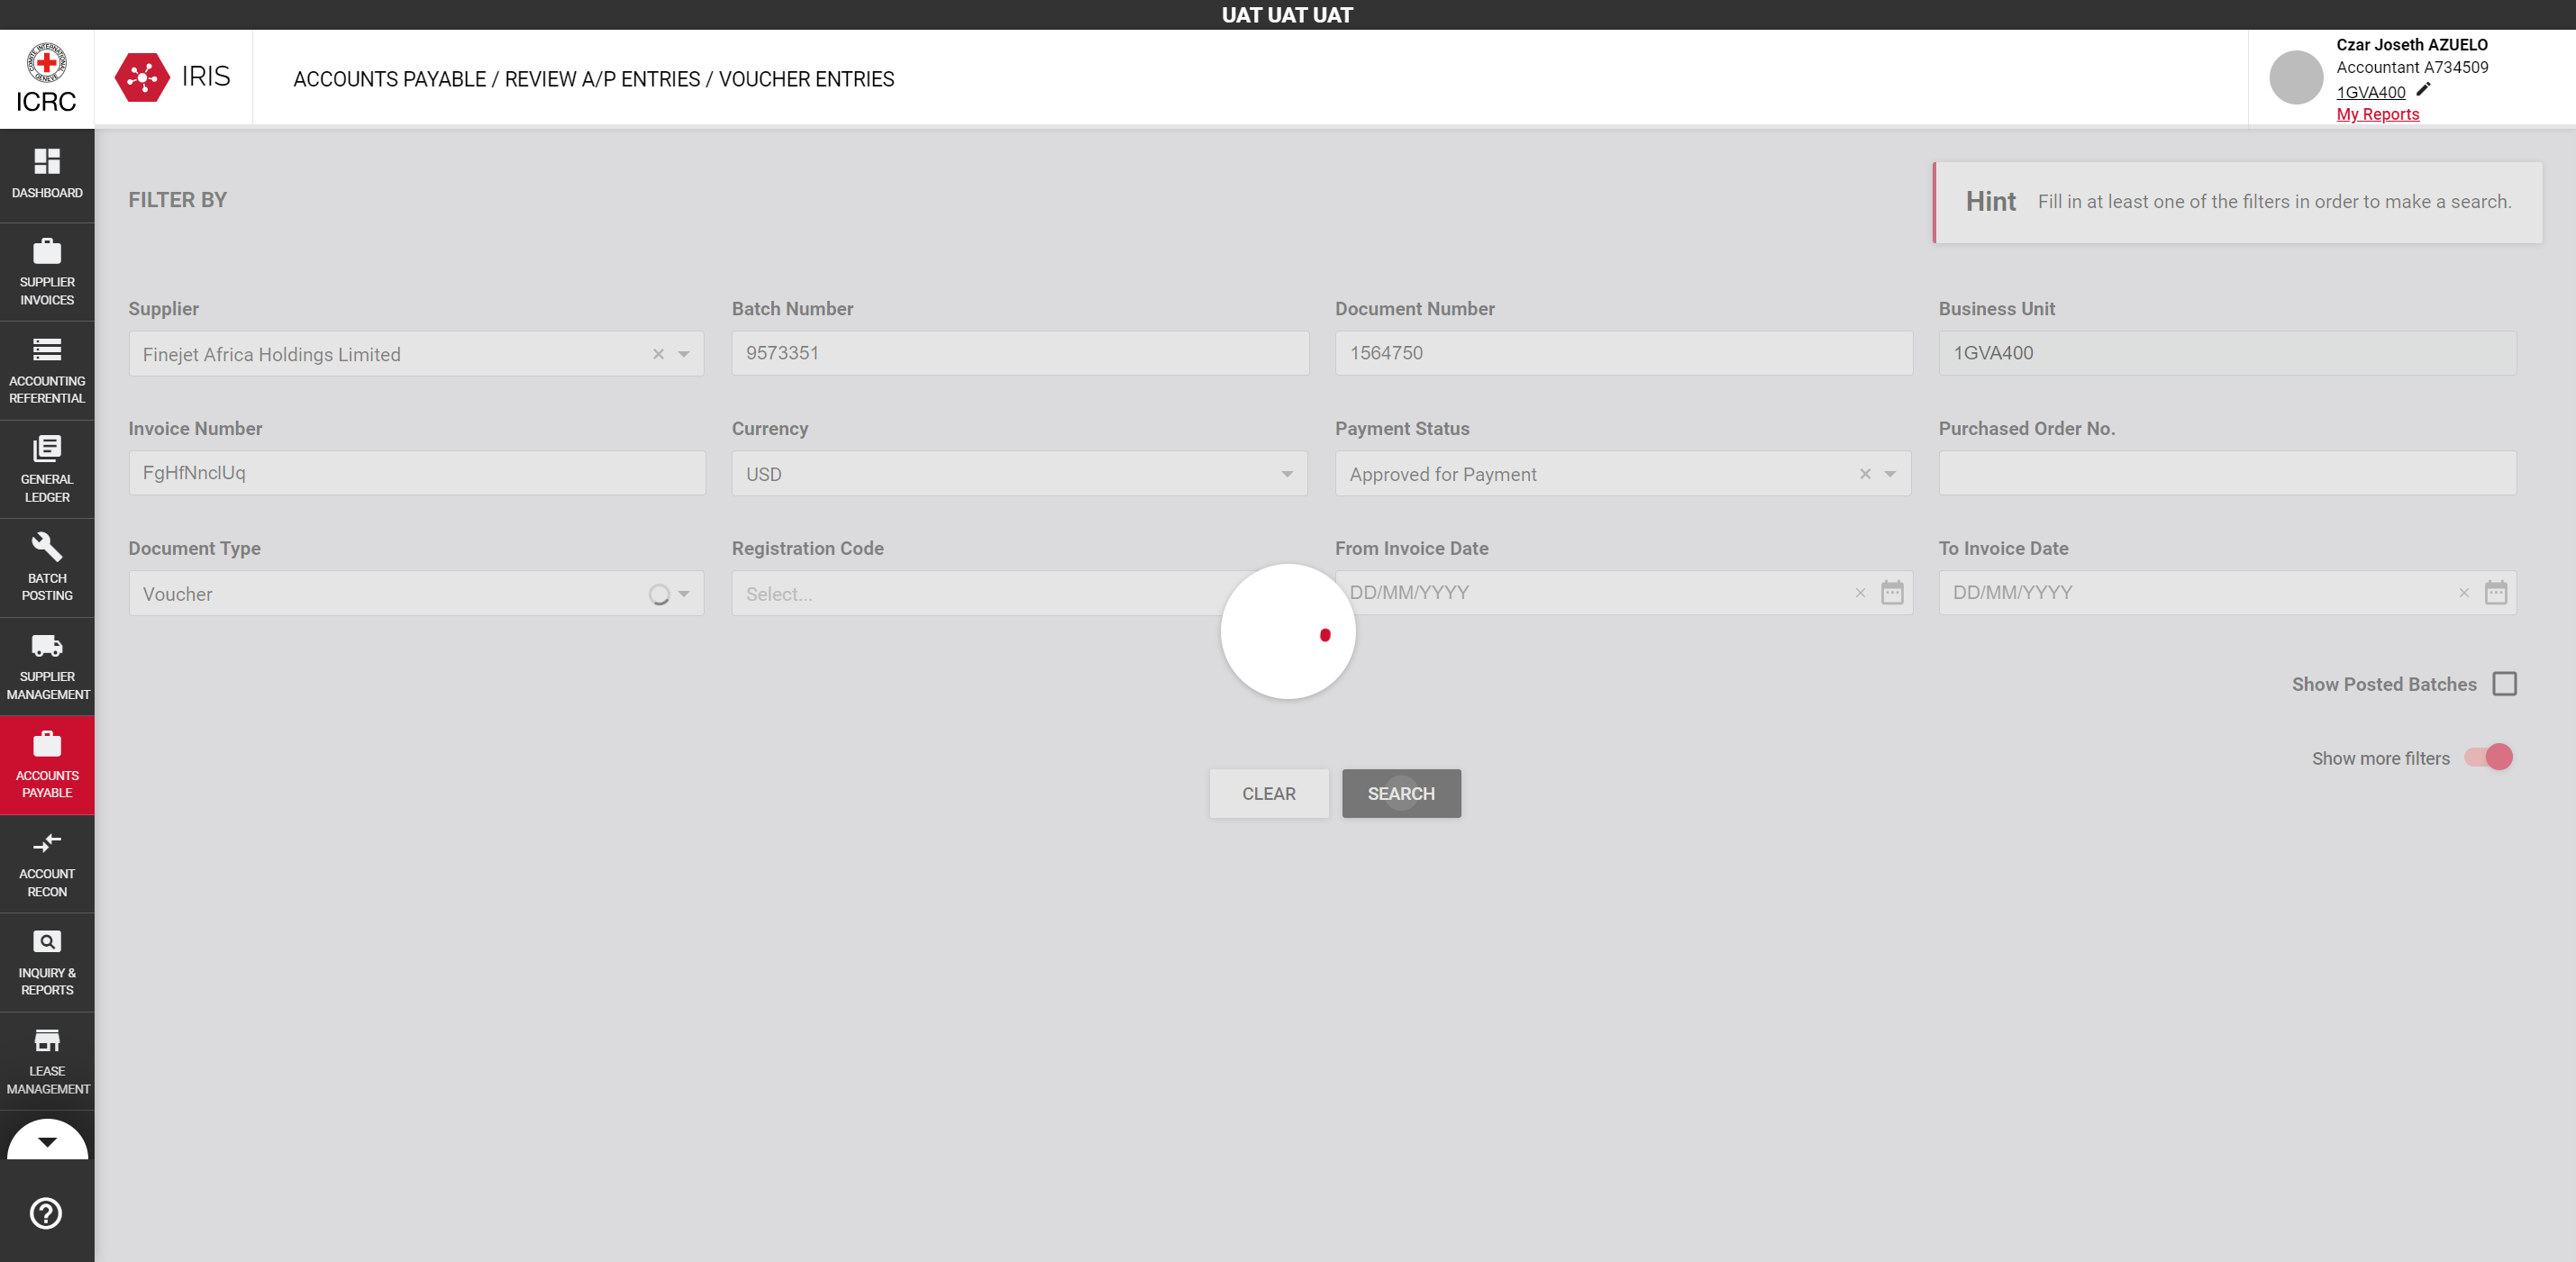 UAT UAT UAT
COMITE INTERNATIONAL GENEVE
ICRC
IRIS
ACCOUNTS PAYABLE / REVIEW A/P ENTRIES / VOUCHER ENTRIES
Czar Joseth AZUELO
Accountant A734509
1GVA400
My Reports
DASHBOARD
SUPPLIER
INVOICES
ACCOUNTING
REFERENTIAL
GENERAL
LEDGER
BATCH
POSTING
SUPPLIER
MANAGEMENT
ACCOUNTS
PAYABLE
ACCOUNT
RECON
INQUIRY &
REPORTS
LEASE
MANAGEMENT
FILTER BY
Hint Fill in at least one of the filters in order to make a search.
Supplier
Finejet Africa Holdings Limited
Batch Number
9573351
Document Number
1564750
Business Unit
1GVA400
Invoice Number
FgHfNnclUq
Currency
USD
Payment Status
Approved for Payment
Purchased Order No.
Document Type
Voucher
Registration Code
Select...
From Invoice Date
DD/MM/YYYY
To Invoice Date
DD/MM/YYYY
Show Posted Batches
Show more filters
CLEAR
SEARCH